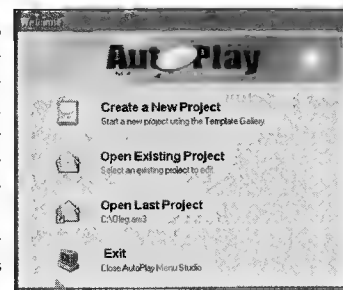 Welcome
AutoPlay
Create a New Project
Start a new project using the Template Gallery
Open Existing Project
Select an existing project to edit
Open Last Project
C:\Oleg.am3
Exit
Close AutoPlay Menu Studio